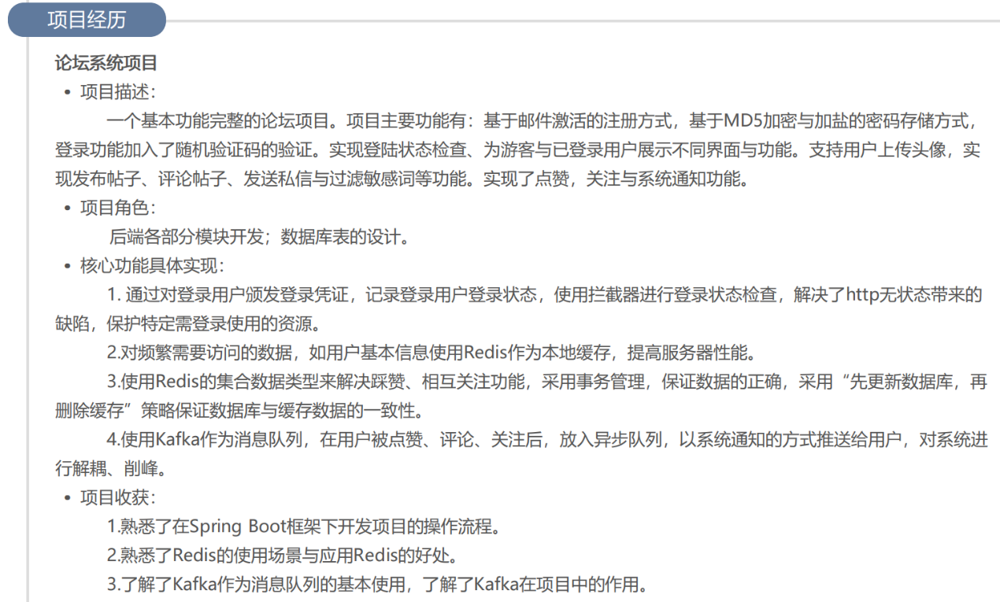 项目经历
论坛系统项目
• 项目描述：
一个基本功能完整的论坛项目。项目主要功能有：基于邮件激活的注册方式，基于MD5加密与加盐的密码存储方式，
登录功能加入了随机验证码的验证。实现登陆状态检查、为游客与已登录用户展示不同界面与功能。支持用户上传头像，实
现发布帖子、评论帖子、发送私信与过滤敏感词等功能。实现了点赞，关注与系统通知功能。
• 项目角色：
后端各部分模块开发；数据库表的设计。
• 核心功能具体实现：
1. 通过对登录用户颁发登录凭证，记录登录用户登录状态，使用拦截器进行登录状态检查，解决了http无状态带来的
缺陷，保护特定需登录使用的资源。
2.对频繁需要访问的数据，如用户基本信息使用Redis作为本地缓存，提高服务器性能。
3.使用Redis的集合数据类型来解决踩赞、相互关注功能，采用事务管理，保证数据的正确，采用“先更新数据库，再
删除缓存”策略保证数据库与缓存数据的一致性。
4.使用Kafka作为消息队列，在用户被点赞、评论、关注后，放入异步队列，以系统通知的方式推送给用户，对系统进
行解耦、削峰。
• 项目收获：
1.熟悉了在Spring Boot框架下开发项目的操作流程。
2.熟悉了Redis的使用场景与应用Redis的好处。
3.了解了Kafka作为消息队列的基本使用，了解了Kafka在项目中的作用。